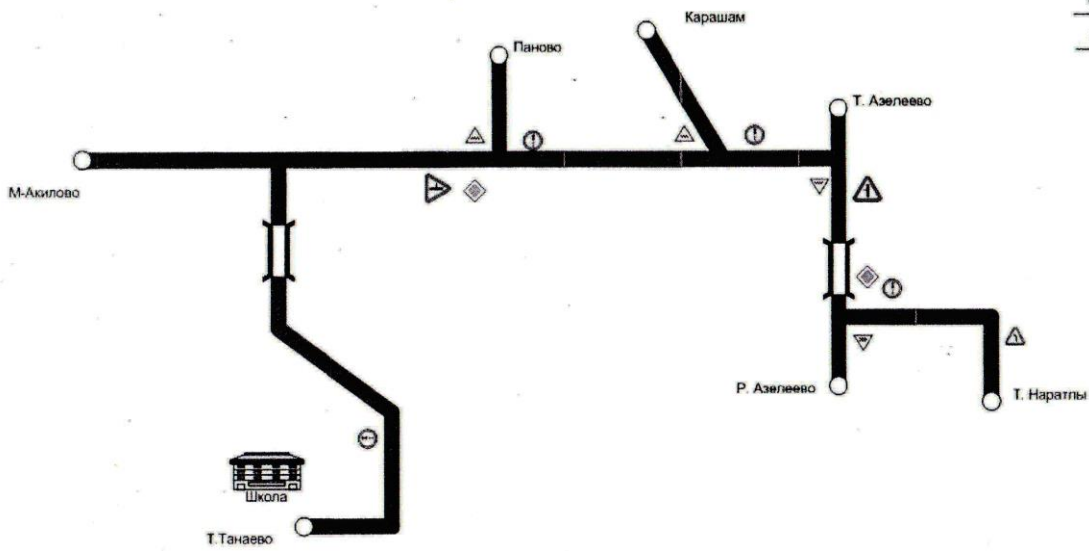 Карашам
Паново
Т. Азелеево
М-Акилово
Р. Азелеево
Т. Наратлы
Школа
Т.Танаево